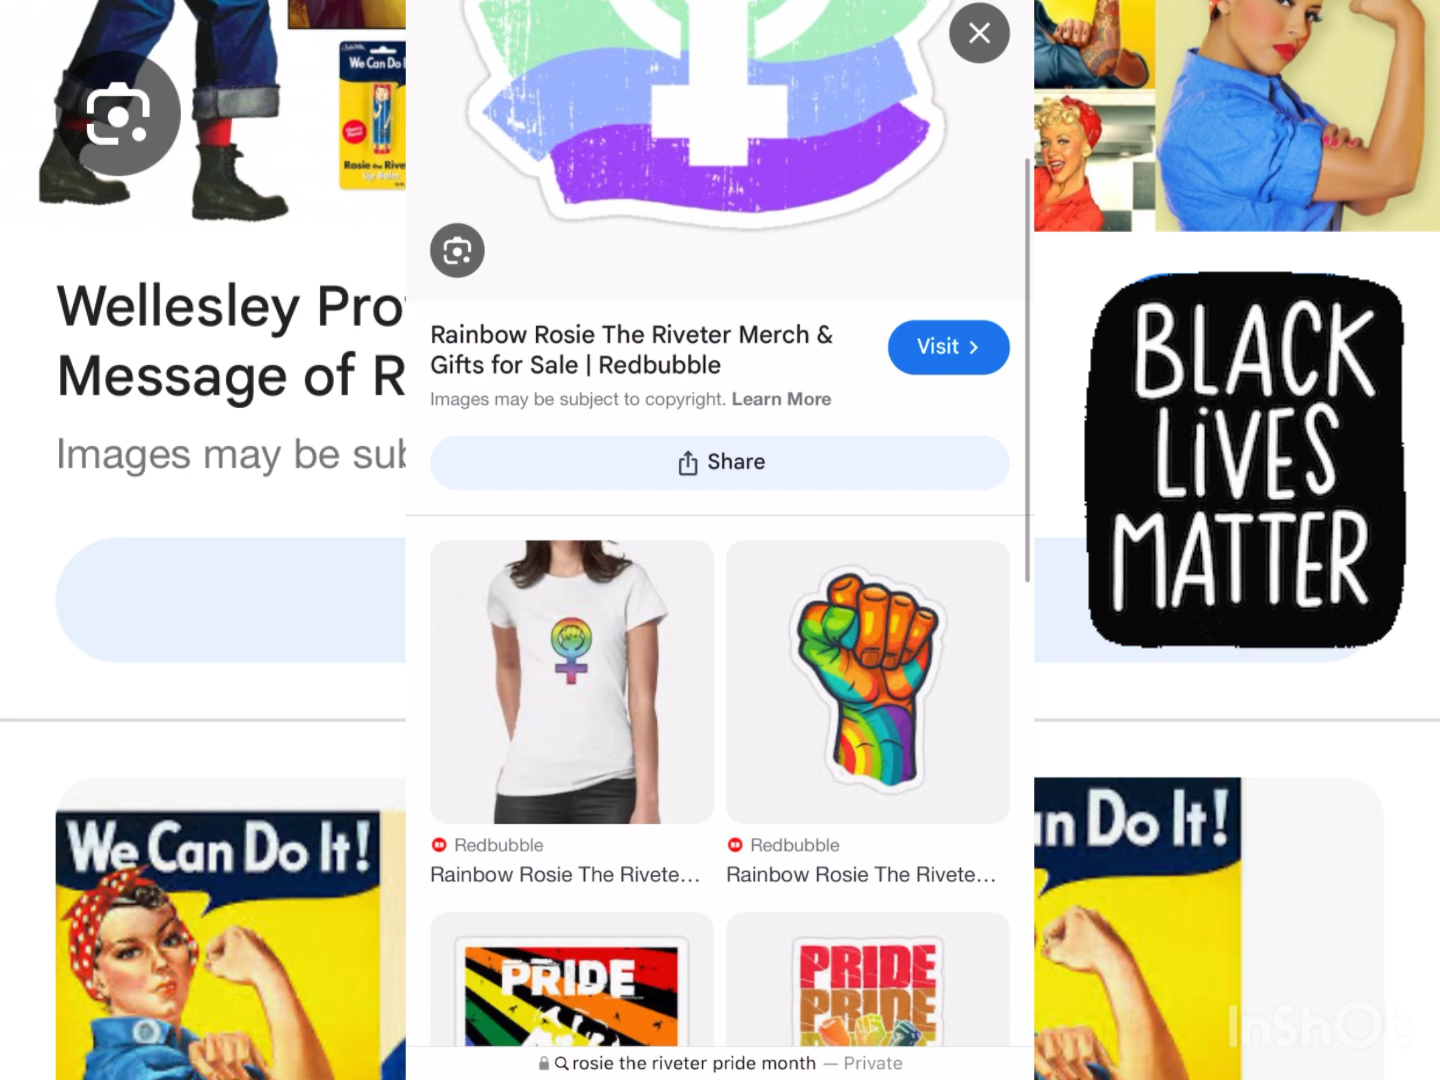 We Can Do I
Rosie the Rive
Lip Balm.
Wellesley Pro
Message of R
Images may be sub
We Can Do It!
Rainbow Rosie The Riveter Merch &
Gifts for Sale | Redbubble
Visit
Images may be subject to copyright. Learn More
Share
Redbubble
Rainbow Rosie The Rivete...
Redbubble
Rainbow Rosie The Rivete...
PRIDE
PRIDE
PRIDE
rosie the riveter pride month — Private
BLACK
LiVES
MATTER
n Do It!
InShOt